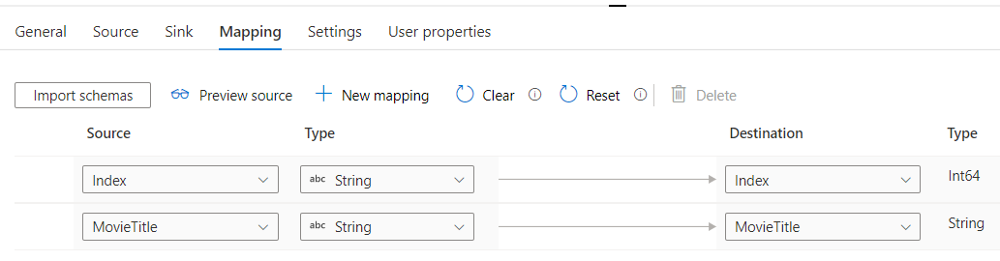 General Source Sink Mapping Settings User properties
Import schemas Preview source New mapping Clear Reset Delete
Source Type Destination Type
Index abc String Index Int64
MovieTitle abc String MovieTitle String